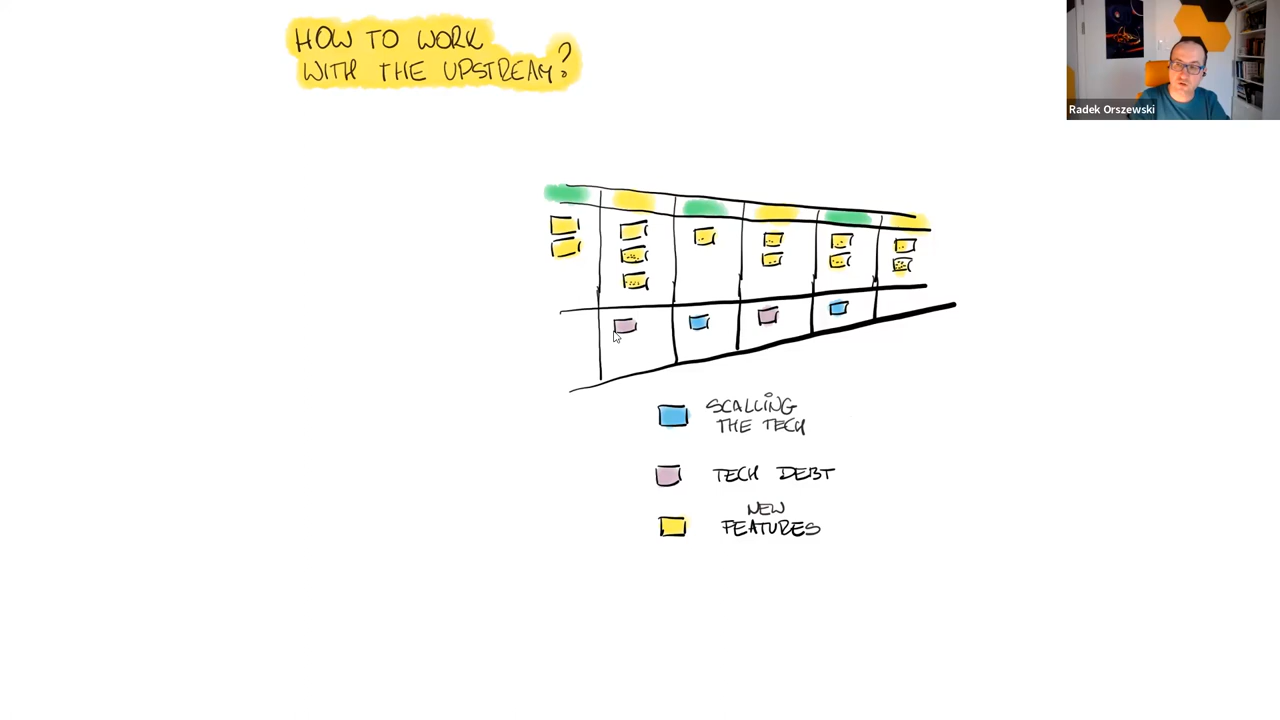 HOW TO WORK
WITH THE UPSTREAM?
Radek Orszewski
SCALLING
THE TECH
TECH DEBT
NEW
FEATURES